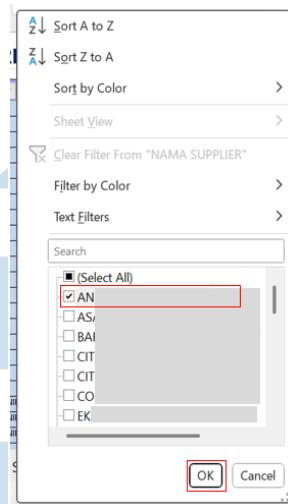 Sort A to Z
Sort Z to A
Sort by Color
Sheet View
Clear Filter From "NAMA SUPPLIER"
Filter by Color
Text Filters
Search
(Select All)
AN
ASA
BAI
CIT
CIT
CO
EK
OK
Cancel